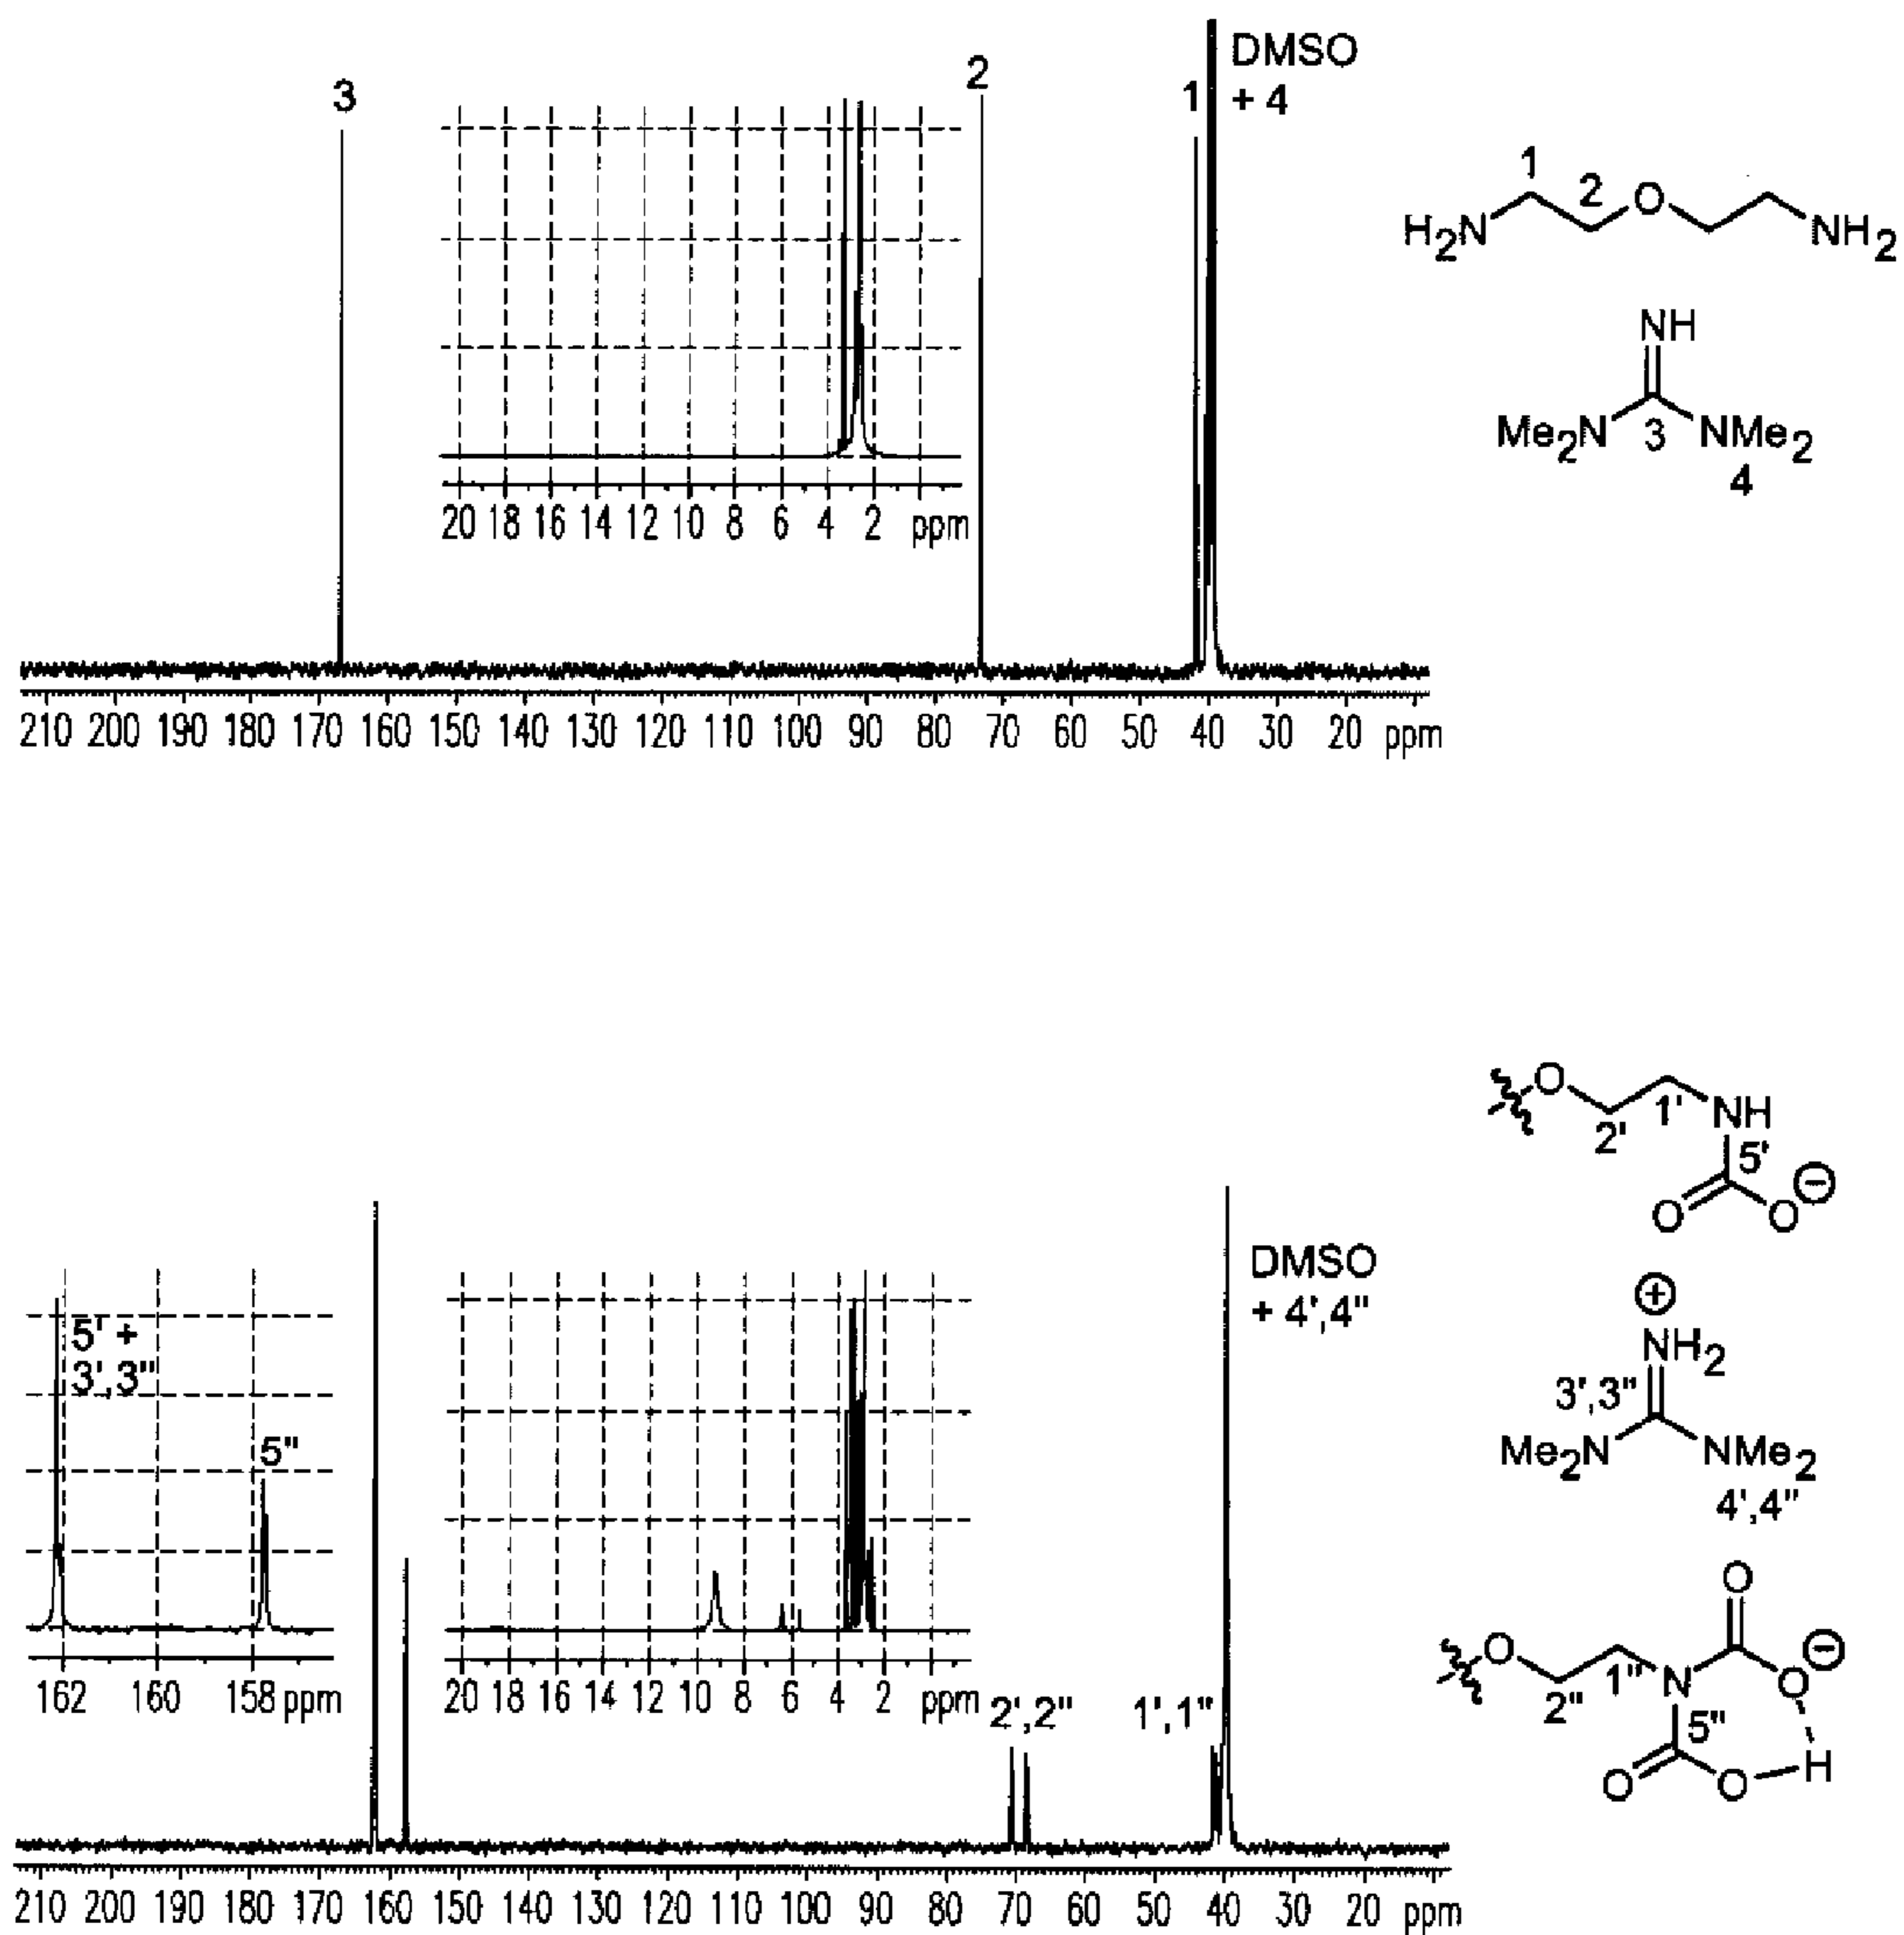 DMSO
+ 4
3
2
1
1
2
O
H₂N
NH₂
NH
Me₂N
3
NMe₂
4
20 18 16 14 12 10 8 6 4 2 ppm
210 200 190 180 170 160 150 140 130 120 110 100 90 80 70 60 50 40 30 20 ppm
O
1'
NH
2'
5'
O
O⊖
DMSO
+ 4',4"
⊕
NH₂
3',3"
Me₂N
NMe₂
4',4"
5' +
3',3"
5"
162 160 158 ppm
20 18 16 14 12 10 8 6 4 2 ppm
2',2"
1',1"
O
O
1"
N
O⊖
2"
5"
O
O
H
210 200 190 180 170 160 150 140 130 120 110 100 90 80 70 60 50 40 30 20 ppm